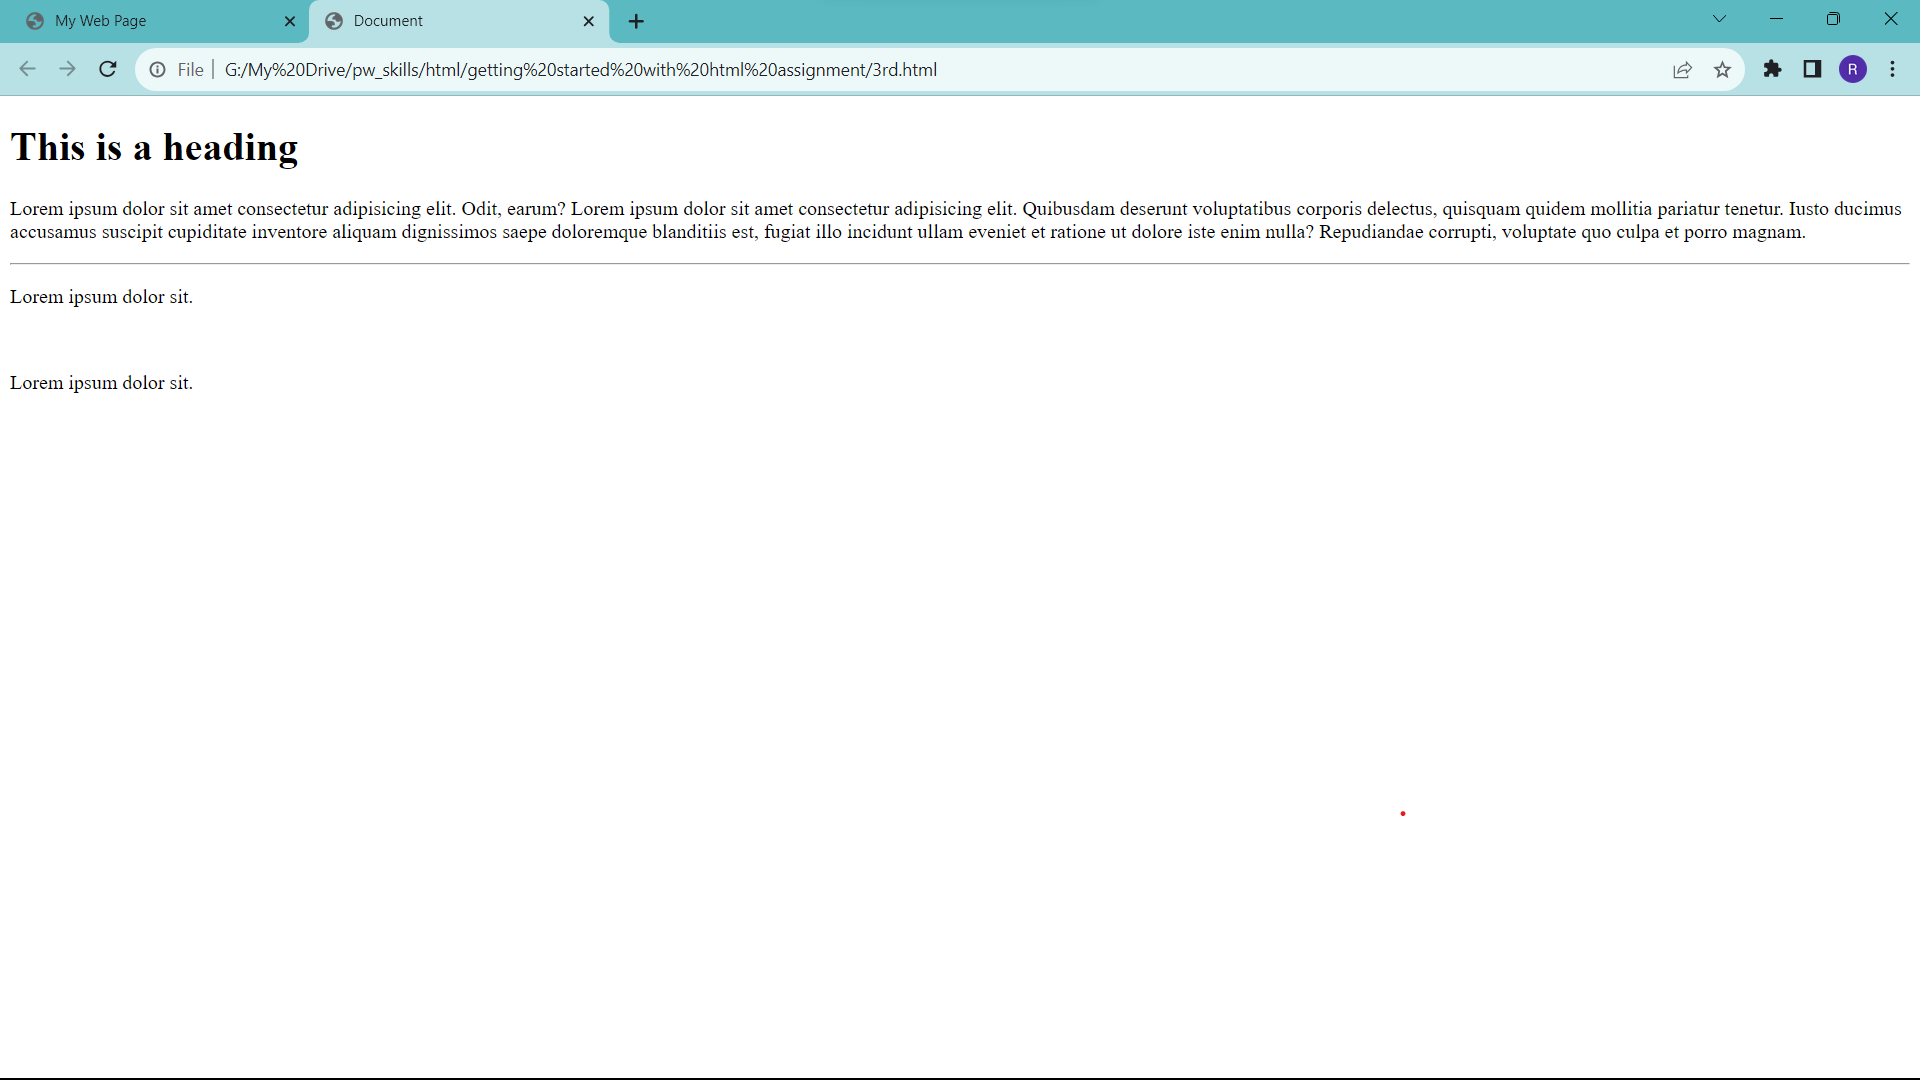 My Web Page
Document
File
G:/My%20Drive/pw_skills/html/getting%20started%20with%20html%20assignment/3rd.html
R
This is a heading
Lorem ipsum dolor sit amet consectetur adipisicing elit. Odit, earum? Lorem ipsum dolor sit amet consectetur adipisicing elit. Quibusdam deserunt voluptatibus corporis delectus, quisquam quidem mollitia pariatur tenetur. Iusto ducimus
accusamus suscipit cupiditate inventore aliquam dignissimos saepe doloremque blanditiis est, fugiat illo incidunt ullam eveniet et ratione ut dolore iste enim nulla? Repudiandae corrupti, voluptate quo culpa et porro magnam.
Lorem ipsum dolor sit.
Lorem ipsum dolor sit.